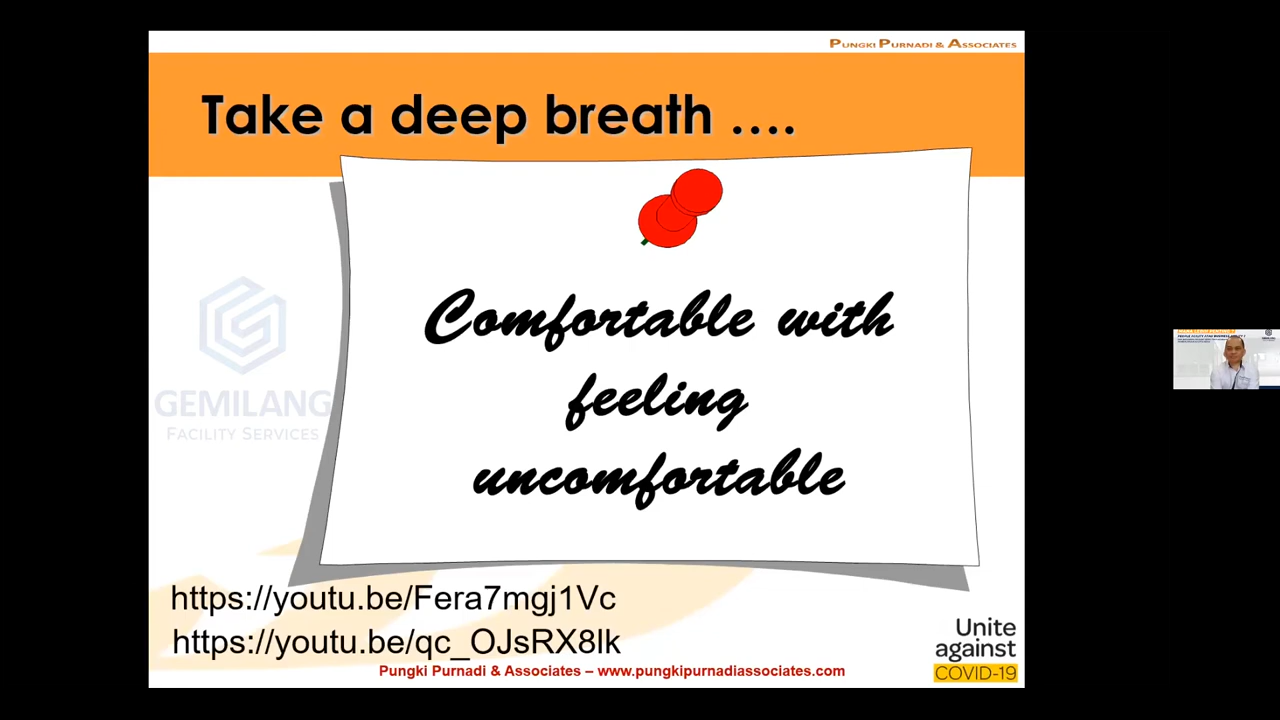 PUNGKI PURNADI & ASSOCIATES
Take a deep breath ....
Comfortable with
feeling
uncomfortable
GEMILANG
FACILITY SERVICES
https://youtu.be/Fera7mgj1Vc
https://youtu.be/qc_OJsRX8lk
Pungki Purnadi & Associates – www.pungkipurnadiassociates.com
Unite
against
COVID-19